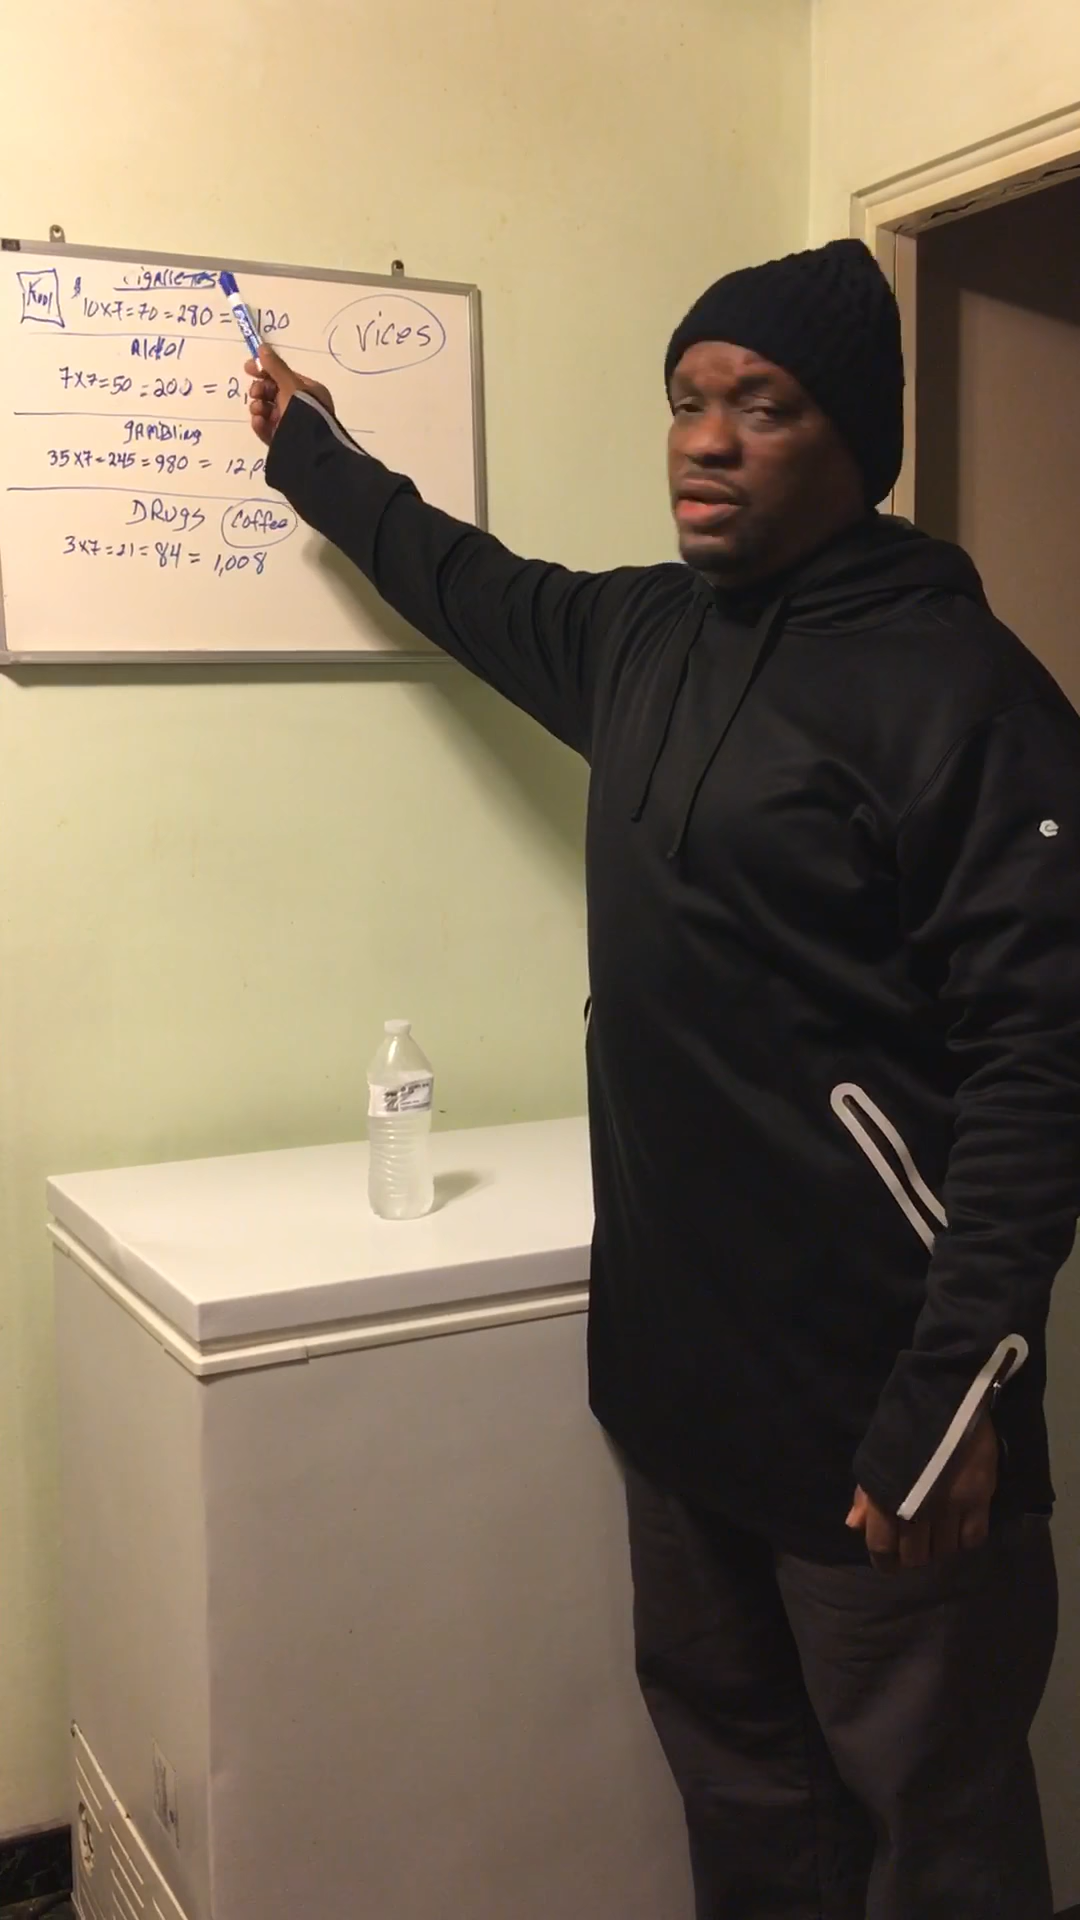 Kool
$
Cigarettes
10x7=70=280= 120
Vices
Alcohol
7x7=50=200=2,
gambling
35x7=245=980= 12,0
DRugs Coffee
3x7=21=84= 1,008